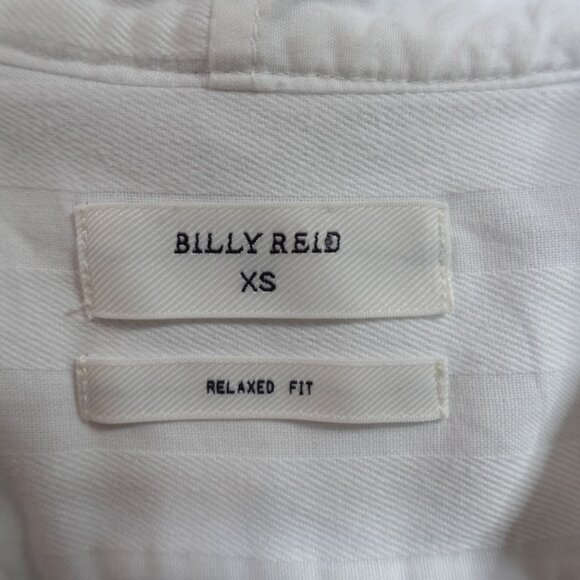 BILLY REID
XS
RELAXED FIT